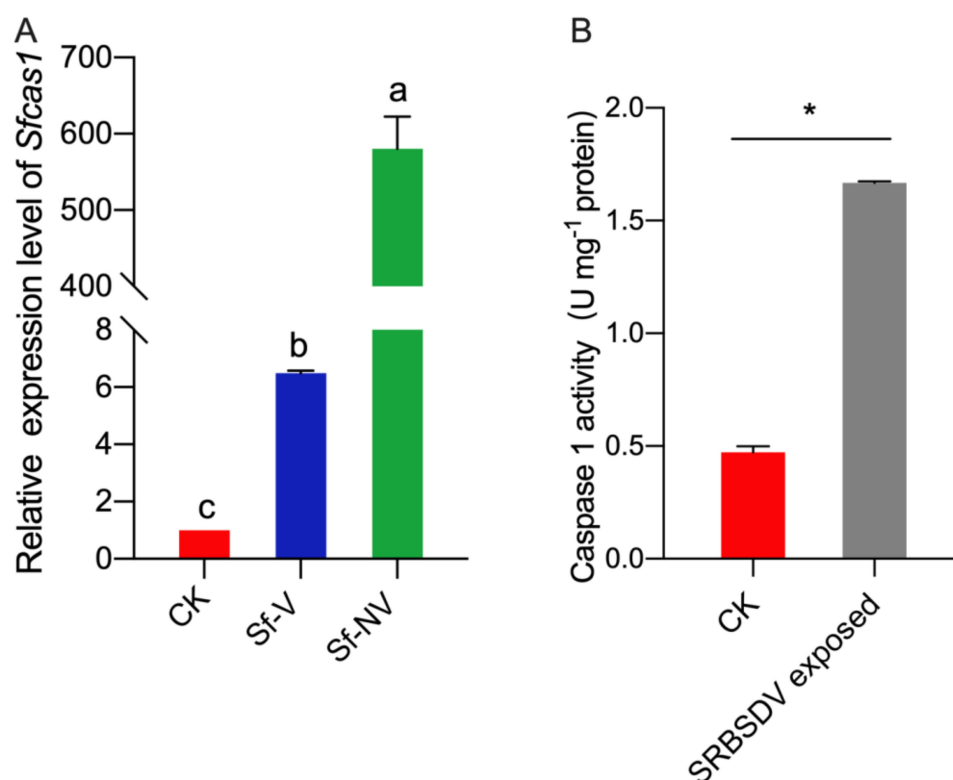 A
Relative expression level of Sfcas1
700
600
500
400
8
6
4
2
0
a
b
c
CK
Sf-V
Sf-NV
B
Caspase 1 activity (U mg⁻¹ protein)
2.0
1.5
1.0
0.5
0.0
*
CK
SRBSDV exposed